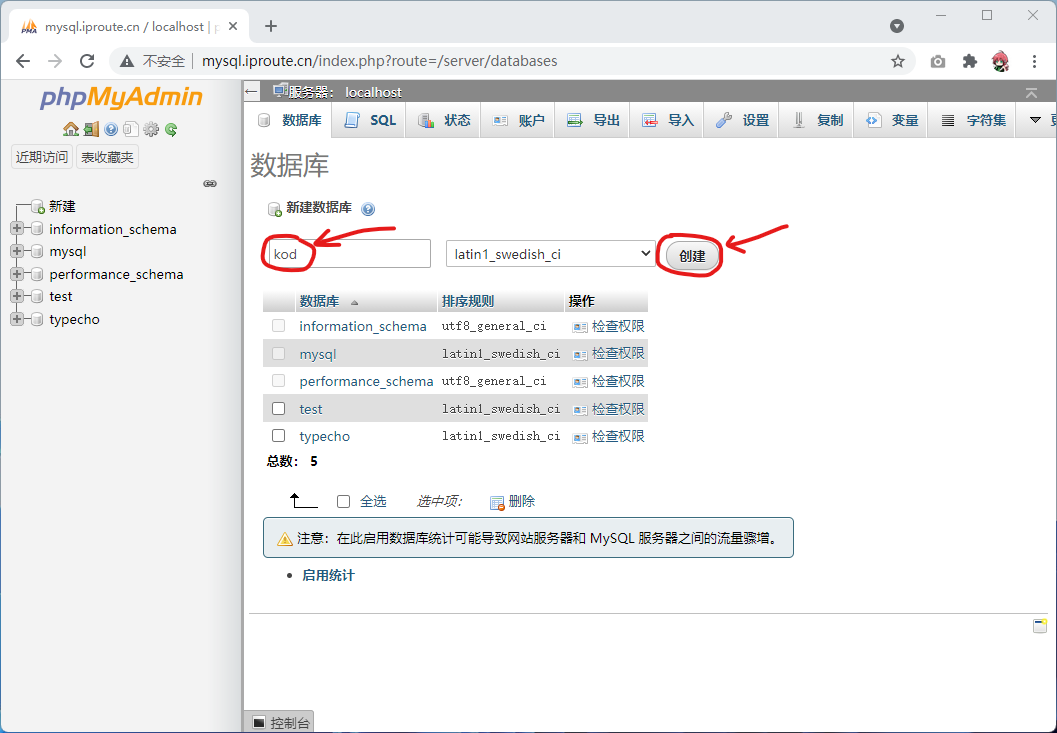 mysql.iproute.cn / localhost | p
不安全 mysql.iproute.cn/index.php?route=/server/databases
phpMyAdmin
近期访问 表收藏夹
新建
information_schema
mysql
performance_schema
test
typecho
服务器: localhost
数据库 SQL 状态 账户 导出 导入 设置 复制 变量 字符集
数据库
新建数据库
kod latin1_swedish_ci 创建
数据库 排序规则 操作
information_schema utf8_general_ci 检查权限
mysql latin1_swedish_ci 检查权限
performance_schema utf8_general_ci 检查权限
test latin1_swedish_ci 检查权限
typecho latin1_swedish_ci 检查权限
总数: 5
全选 选中项: 删除
注意：在此启用数据库统计可能导致网站服务器和 MySQL 服务器之间的流量骤增。
启用统计
控制台